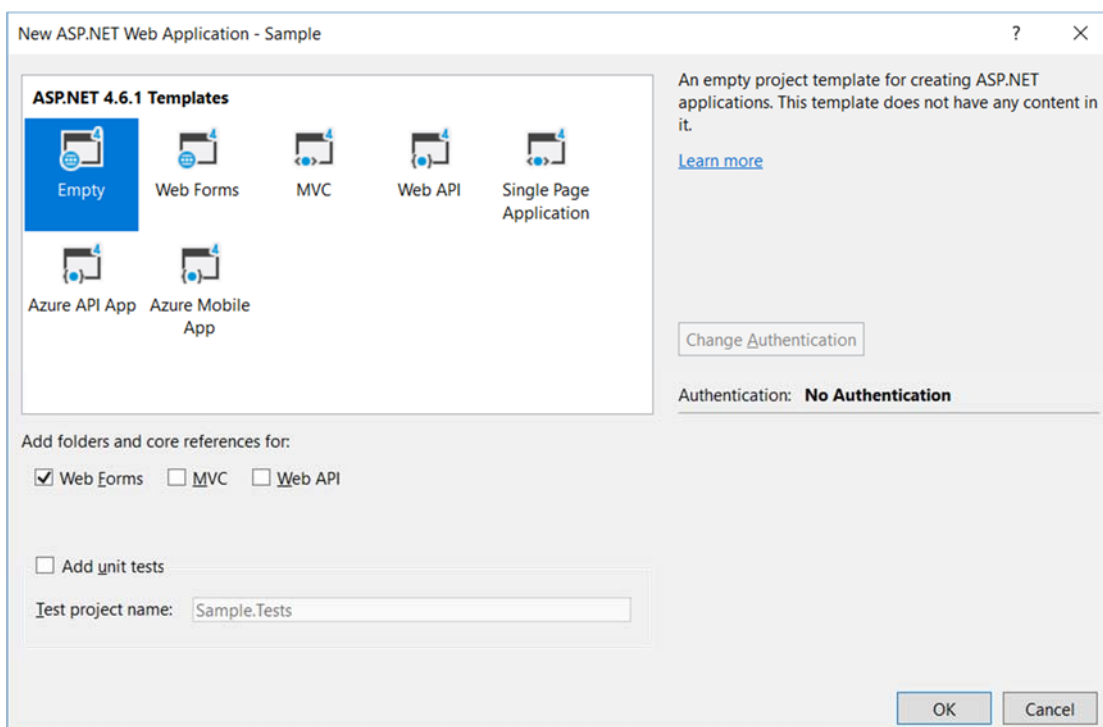 New ASP.NET Web Application - Sample
?
ASP.NET 4.6.1 Templates
Empty
Web Forms
MVC
Web API
Single Page
Application
Azure API App
Azure Mobile
App
An empty project template for creating ASP.NET
applications. This template does not have any content in
it.
Learn more
Change Authentication
Authentication: No Authentication
Add folders and core references for:
Web Forms MVC Web API
Add unit tests
Test project name: Sample.Tests
OK Cancel